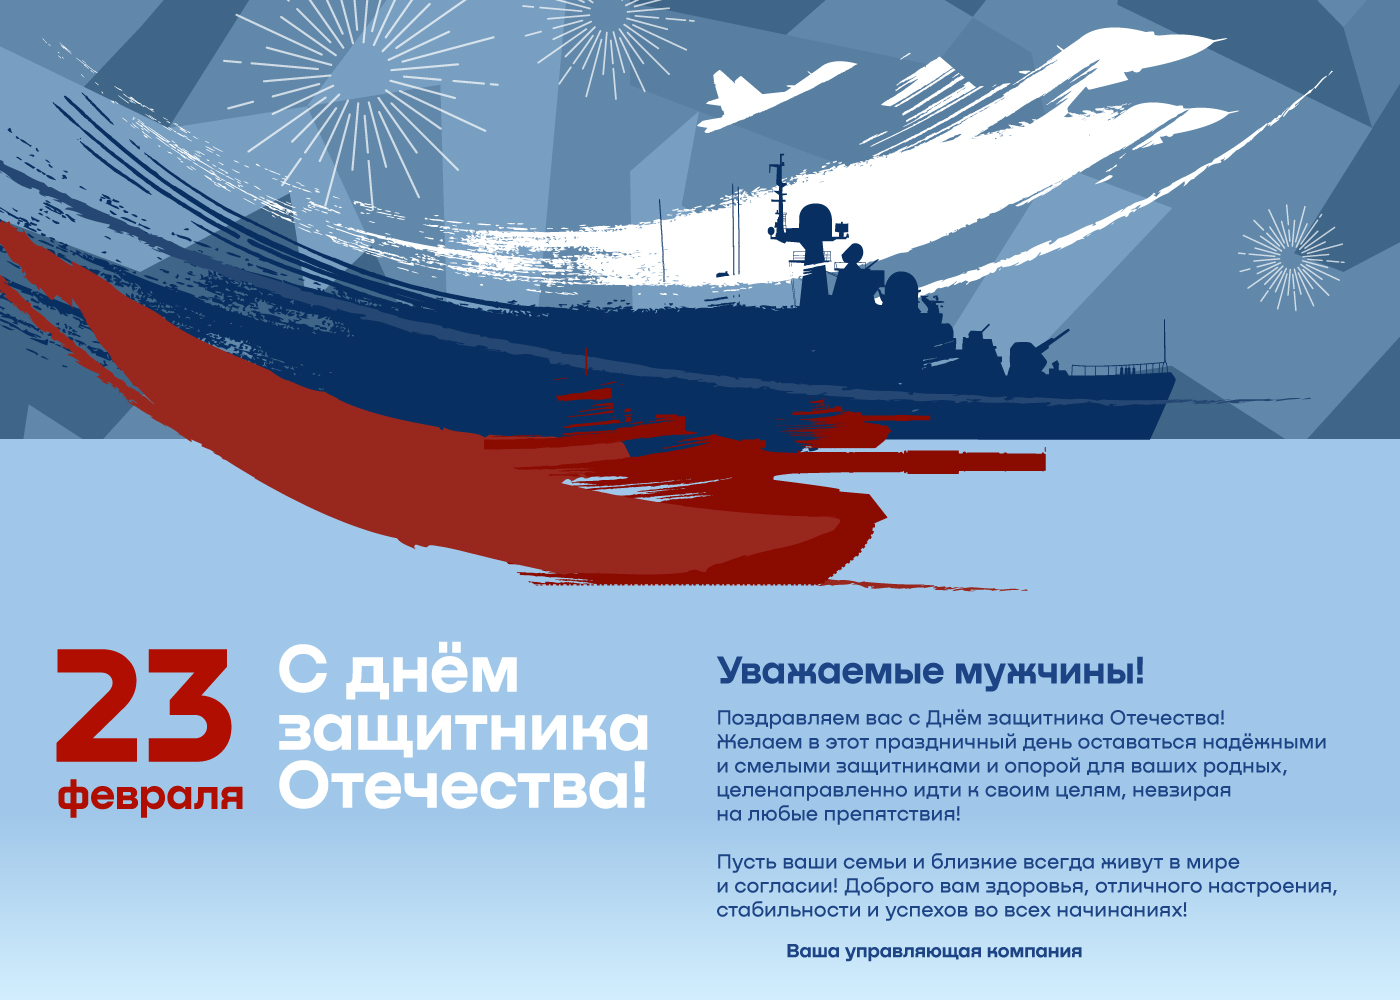 23
февраля
С днём
защитника
Отечества!
Уважаемые мужчины!
Поздравляем вас с Днём защитника Отечества!
Желаем в этот праздничный день оставаться надёжными
и смелыми защитниками и опорой для ваших родных,
целенаправленно идти к своим целям, невзирая
на любые препятствия!
Пусть ваши семьи и близкие всегда живут в мире
и согласии! Доброго вам здоровья, отличного настроения,
стабильности и успехов во всех начинаниях!
Ваша управляющая компания